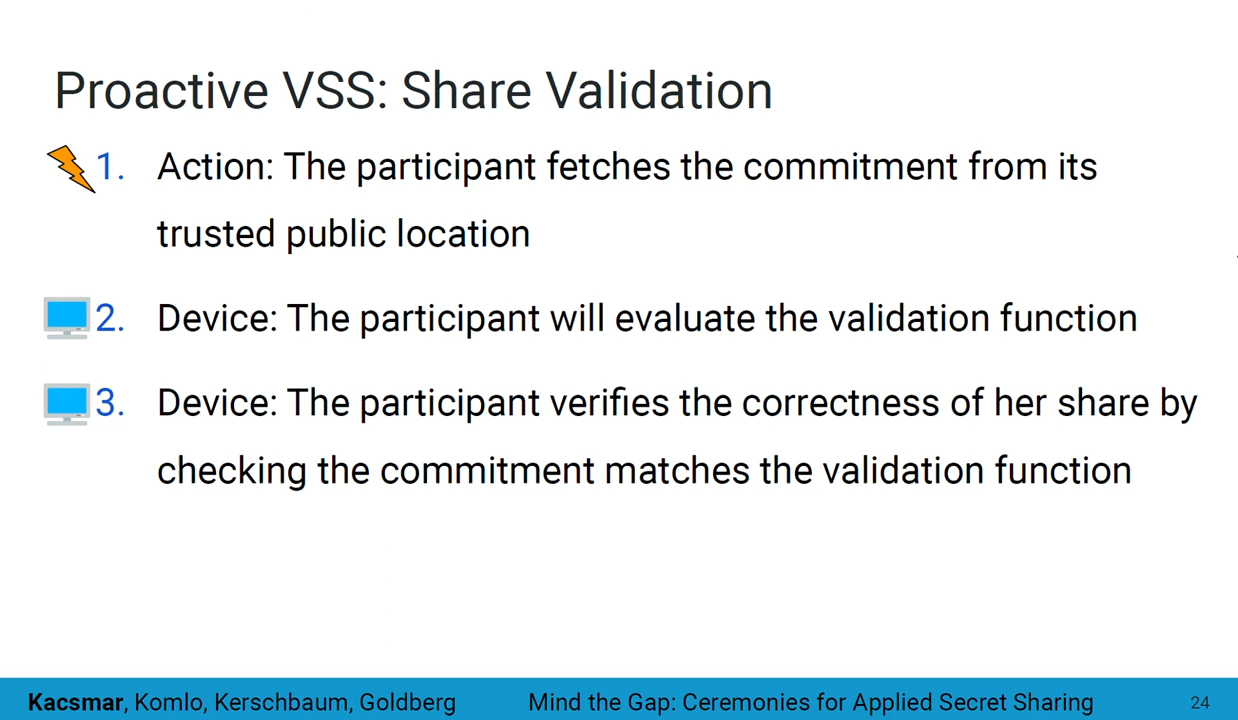 Proactive VSS: Share Validation
1. Action: The participant fetches the commitment from its
trusted public location
2. Device: The participant will evaluate the validation function
3. Device: The participant verifies the correctness of her share by
checking the commitment matches the validation function
Kacsmar, Komlo, Kerschbaum, Goldberg Mind the Gap: Ceremonies for Applied Secret Sharing 24